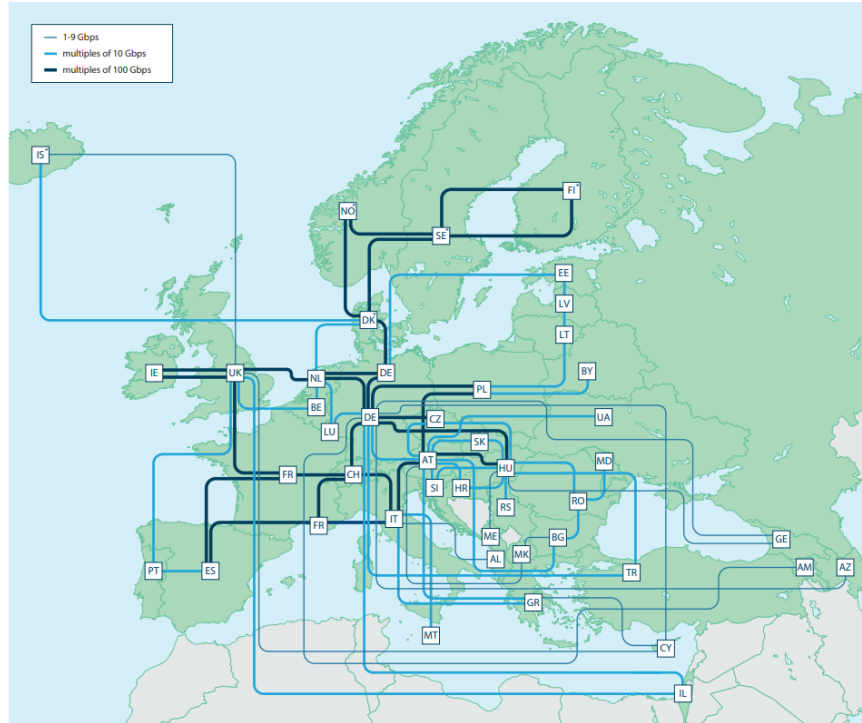 1-9 Gbps
multiples of 10 Gbps
multiples of 100 Gbps
IS*
NO*
FI*
SE*
DK*
EE
LV
LT
IE
UK
NL
DE
BY
PL
BE
LU
DE
CZ
UA
SK
AT
HU
MD
FR
CH
SI
HR
RS
RO
FR
IT
ME
BG
GE
AL
MK
PT
ES
TR
AM
AZ
GR
MT
CY
IL